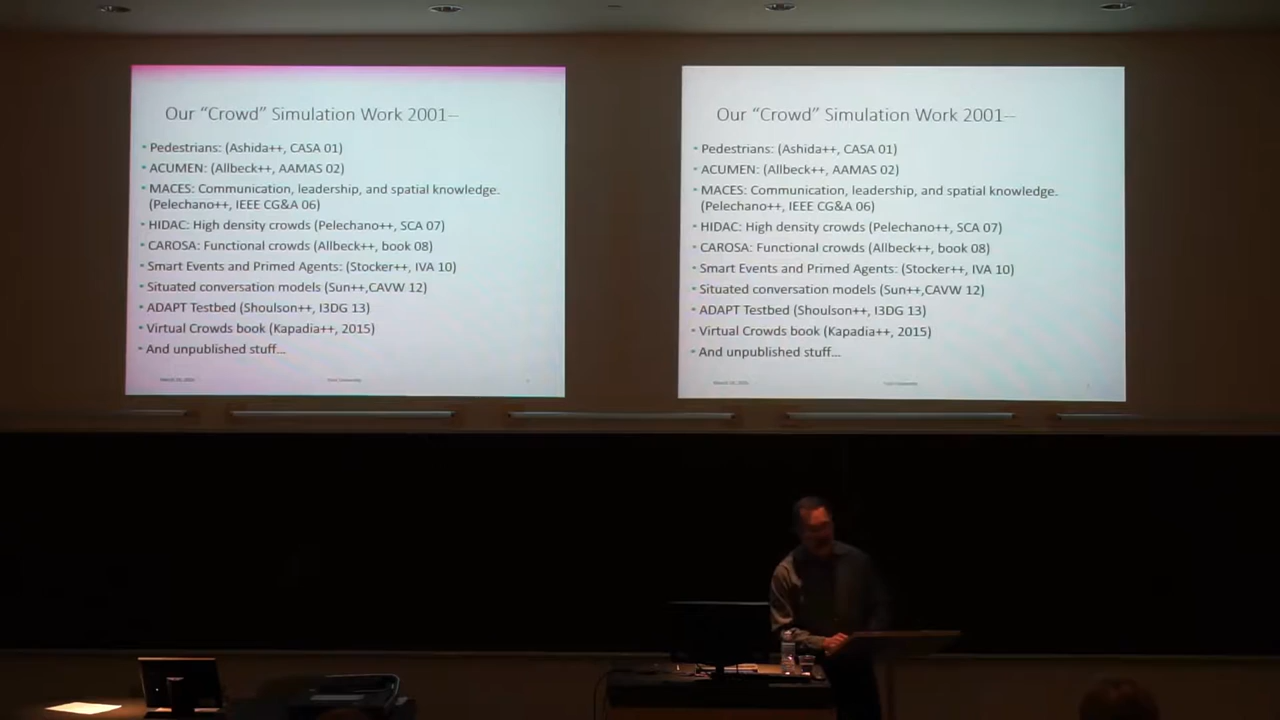 Our “Crowd” Simulation Work 2001--
• Pedestrians: (Ashida++, CASA 01)
• ACUMEN: (Allbeck++, AAMAS 02)
• MACES: Communication, leadership, and spatial knowledge.
(Pelechano++, IEEE CG&A 06)
• HIDAC: High density crowds (Pelechano++, SCA 07)
• CAROSA: Functional crowds (Allbeck++, book 08)
• Smart Events and Primed Agents: (Stocker++, IVA 10)
• Situated conversation models (Sun++,CAVW 12)
• ADAPT Testbed (Shoulson++, I3DG 13)
• Virtual Crowds book (Kapadia++, 2015)
• And unpublished stuff…
Our “Crowd” Simulation Work 2001--
• Pedestrians: (Ashida++, CASA 01)
• ACUMEN: (Allbeck++, AAMAS 02)
• MACES: Communication, leadership, and spatial knowledge.
(Pelechano++, IEEE CG&A 06)
• HIDAC: High density crowds (Pelechano++, SCA 07)
• CAROSA: Functional crowds (Allbeck++, book 08)
• Smart Events and Primed Agents: (Stocker++, IVA 10)
• Situated conversation models (Sun++,CAVW 12)
• ADAPT Testbed (Shoulson++, I3DG 13)
• Virtual Crowds book (Kapadia++, 2015)
• And unpublished stuff…